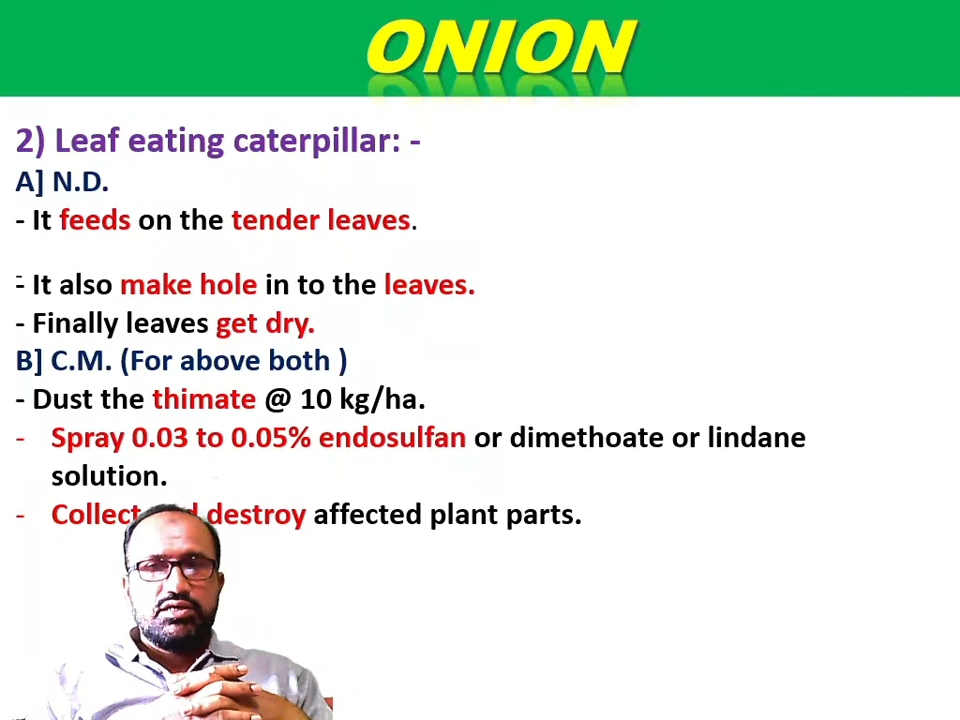 ONION
2) Leaf eating caterpillar: -
A] N.D.
- It feeds on the tender leaves.
-
- It also make hole in to the leaves.
- Finally leaves get dry.
B] C.M. (For above both )
- Dust the thimate @ 10 kg/ha.
- Spray 0.03 to 0.05% endosulfan or dimethoate or lindane
solution.
- Collect and destroy affected plant parts.